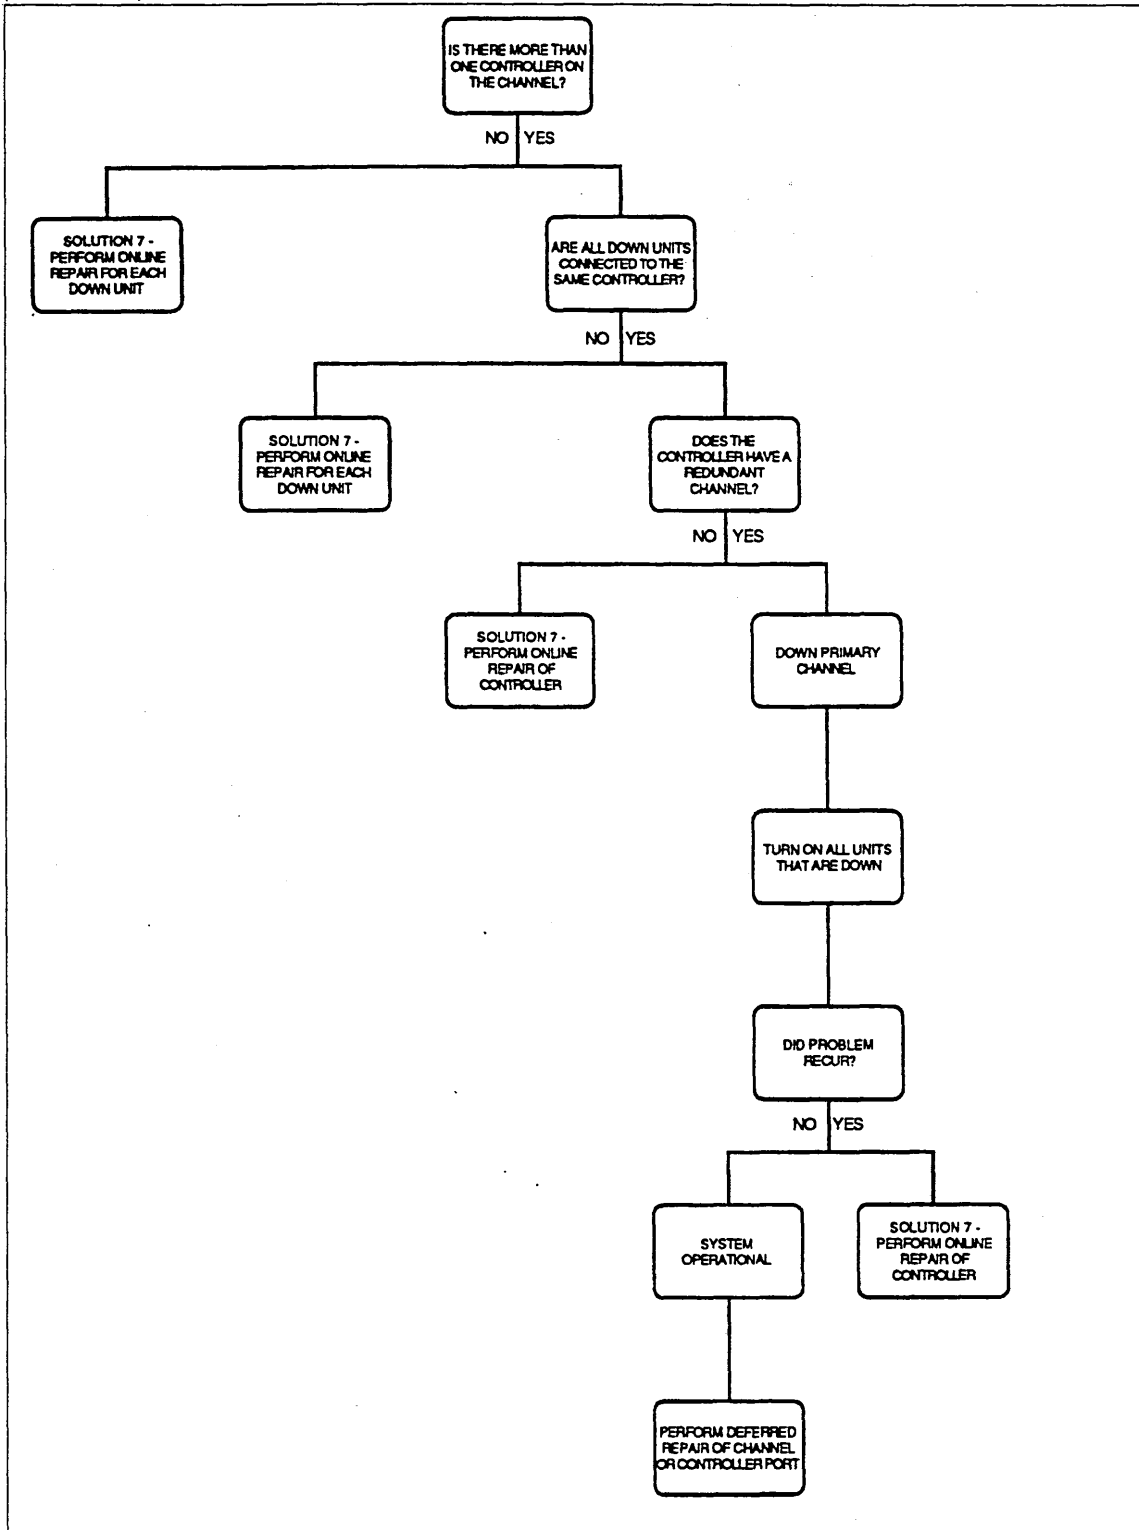 IS THERE MORE THAN
ONE CONTROLLER ON
THE CHANNEL?
NO YES
SOLUTION 7 -
PERFORM ONLINE
REPAIR FOR EACH
DOWN UNIT
ARE ALL DOWN UNITS
CONNECTED TO THE
SAME CONTROLLER?
NO YES
SOLUTION 7 -
PERFORM ONLINE
REPAIR FOR EACH
DOWN UNIT
DOES THE
CONTROLLER HAVE A
REDUNDANT
CHANNEL?
NO YES
SOLUTION 7 -
PERFORM ONLINE
REPAIR OF
CONTROLLER
DOWN PRIMARY
CHANNEL
TURN ON ALL UNITS
THAT ARE DOWN
DID PROBLEM
RECUR?
NO YES
SYSTEM
OPERATIONAL
SOLUTION 7 -
PERFORM ONLINE
REPAIR OF
CONTROLLER
PERFORM DEFERRED
REPAIR OF CHANNEL
OR CONTROLLER PORT